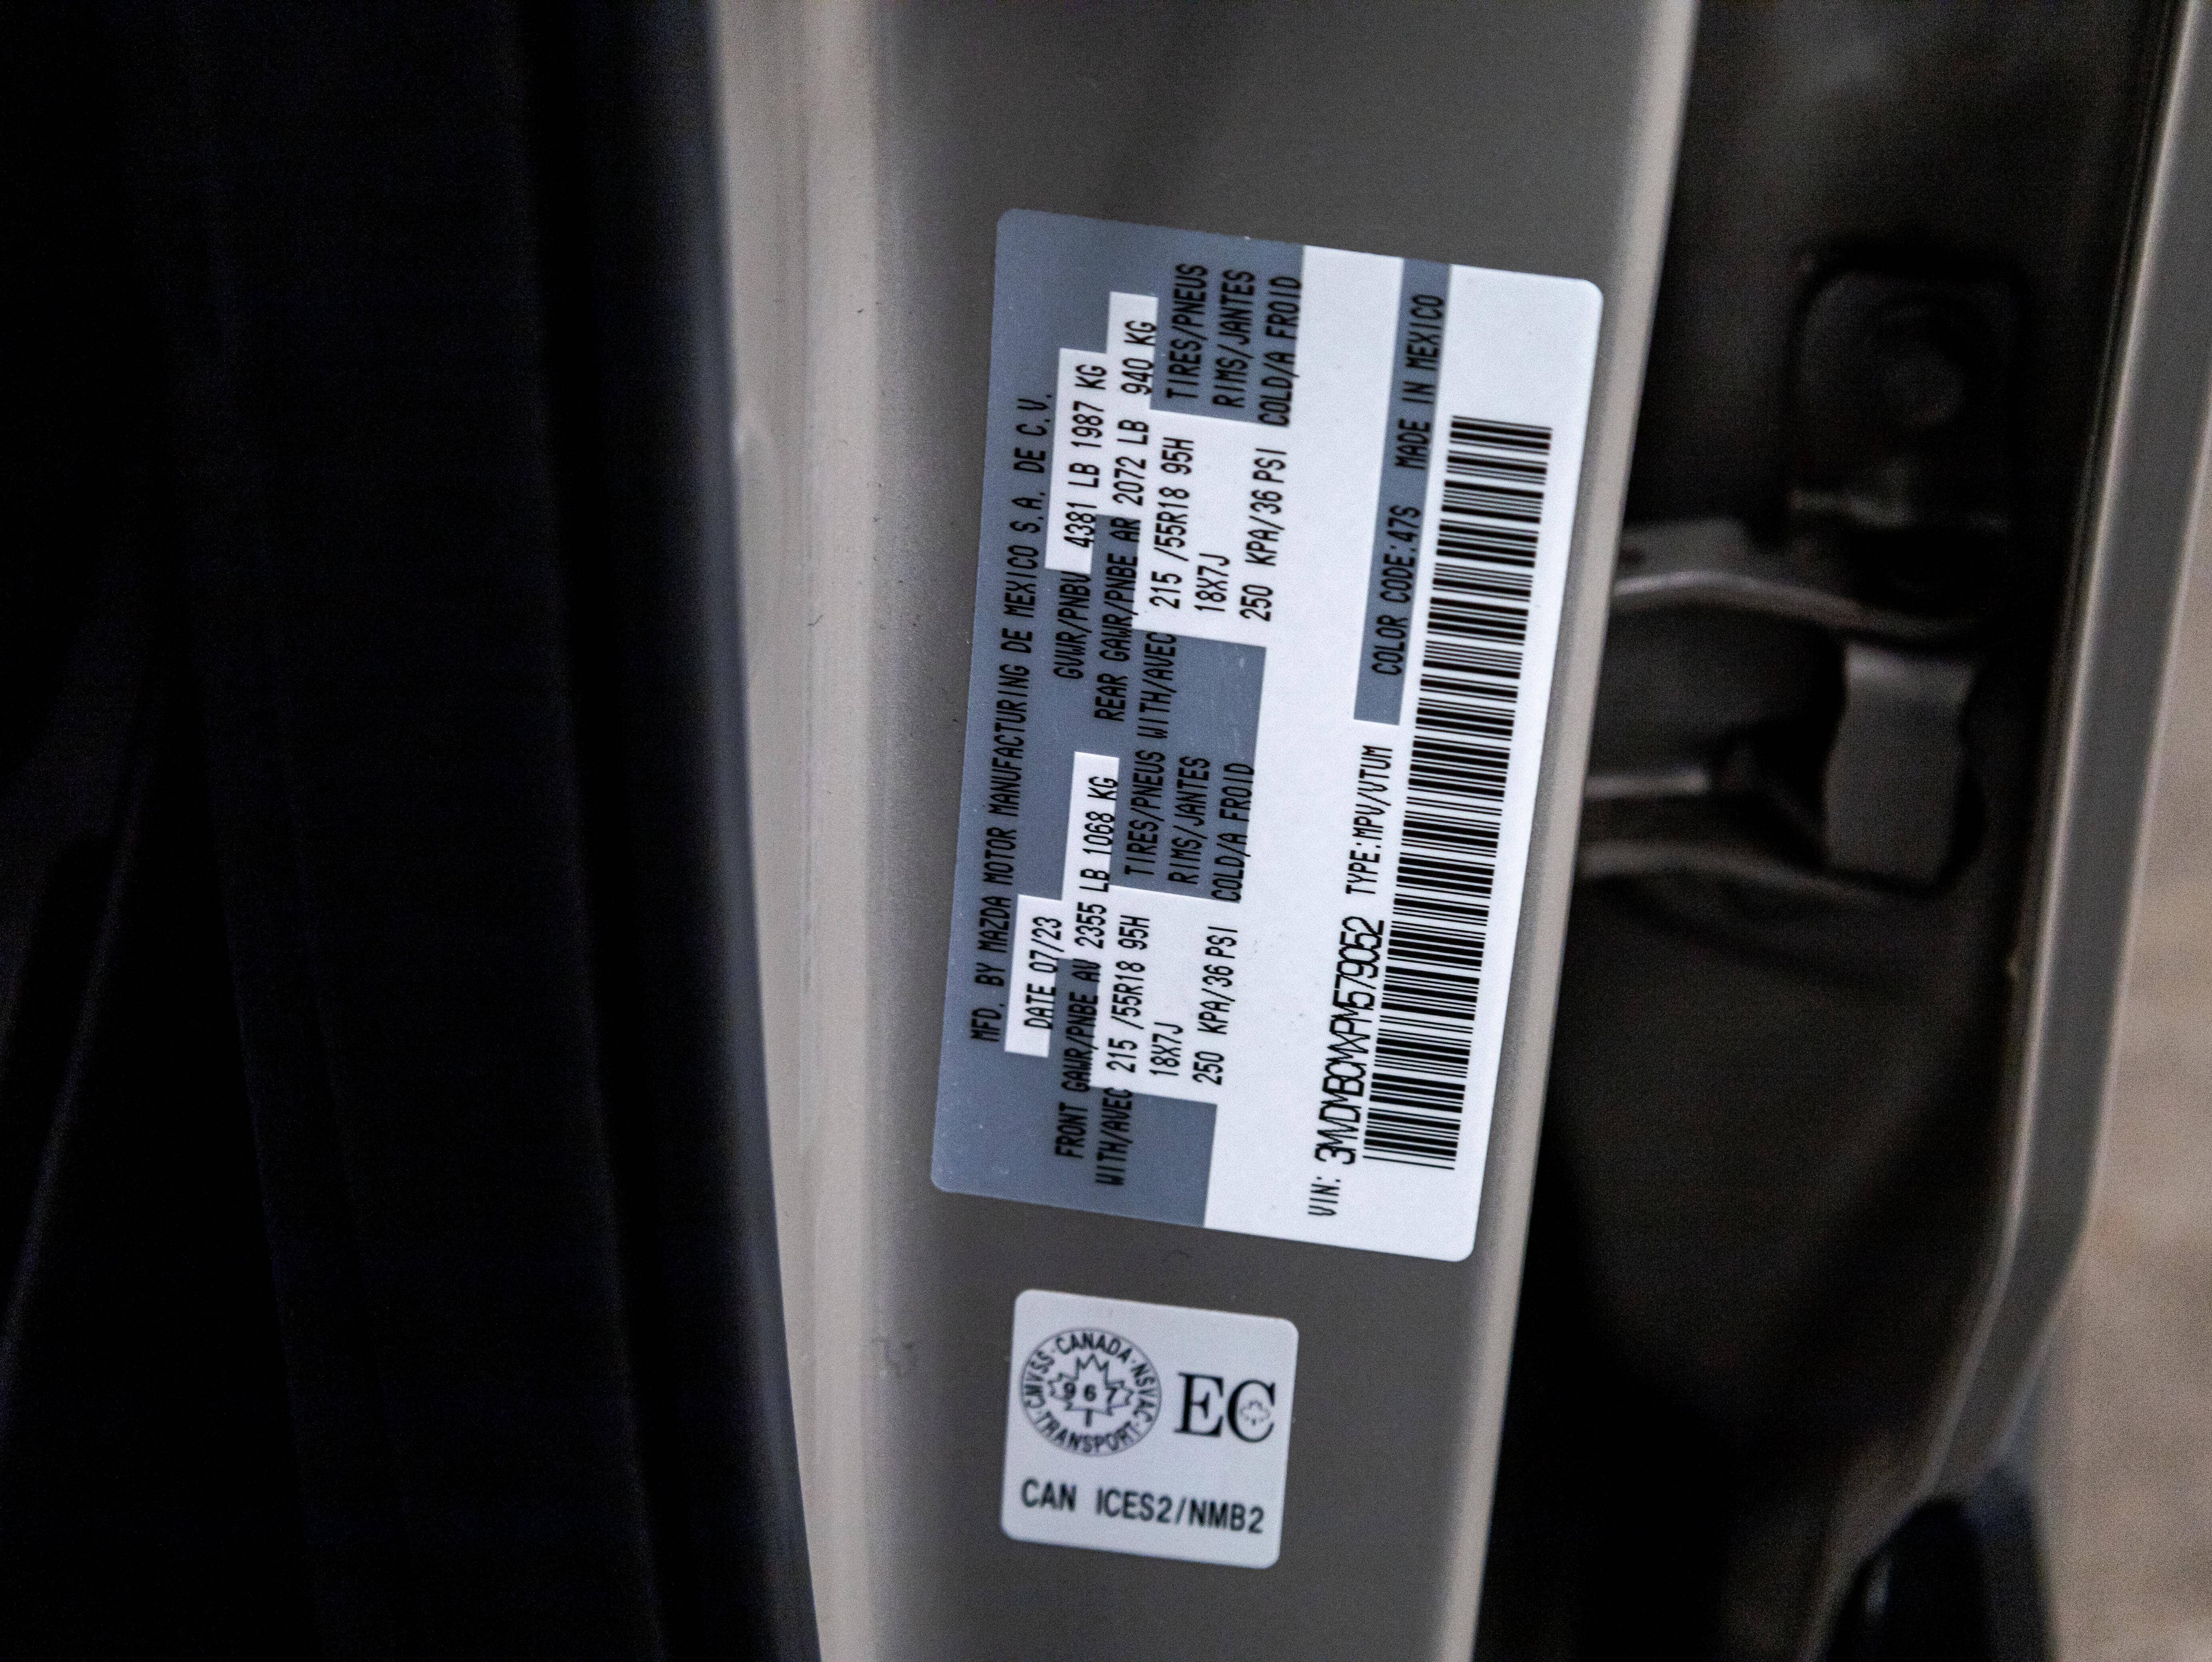 MFD. BY MAZDA MOTOR MANUFACTURING DE MEXICO S.A. DE C.V.
DATE 07/23 GVWR/PNBV 4381 LB 1987 KG
FRONT GAWR/PNBE AV 2355 LB 1068 KG REAR GAWR/PNBE AR 2072 LB 940 KG
WITH/AVEC 215 /55R18 95H TIRES/PNEUS WITH/AVEC 215 /55R18 95H TIRES/PNEUS
18X7J RIMS/JANTES 18X7J RIMS/JANTES
250 KPA/36 PSI COLD/A FROID 250 KPA/36 PSI COLD/A FROID
VIN: 3MVDMBCMXPM579052 TYPE:MPV/VTUM COLOR CODE:47S MADE IN MEXICO
CMVSS · CANADA · NSVAC · TRANSPORT
967
EC
CAN ICES2/NMB2